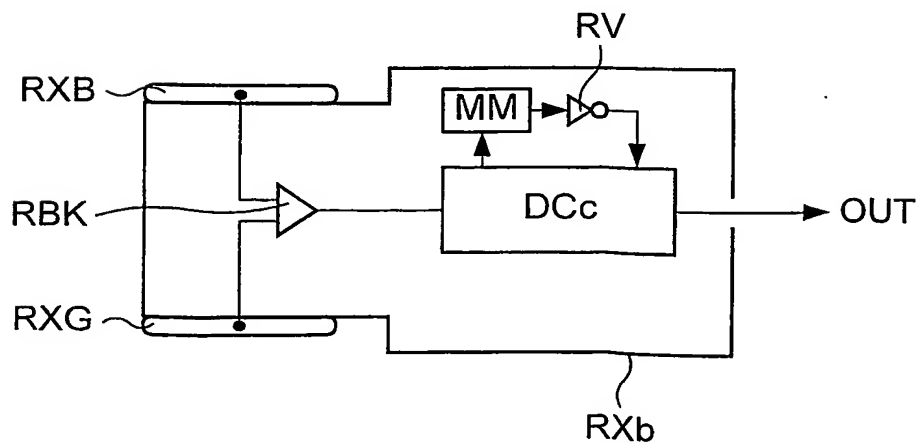 RV
RXB
MM
RBK
DCc
OUT
RXG
RXb